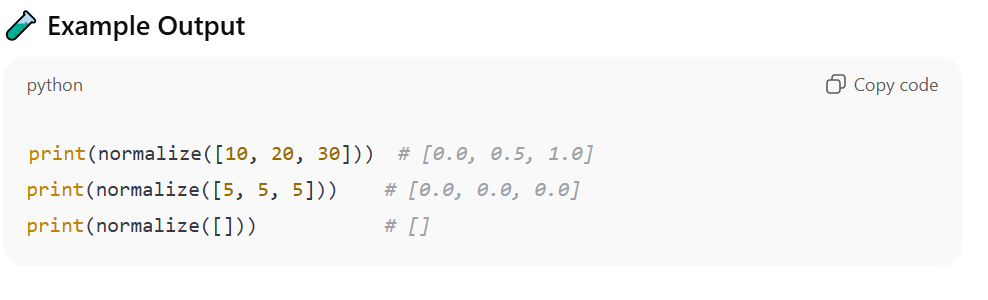 🧪 Example Output
python
Copy code
print(normalize([10, 20, 30]))  # [0.0, 0.5, 1.0]
print(normalize([5, 5, 5]))    # [0.0, 0.0, 0.0]
print(normalize([]))           # []